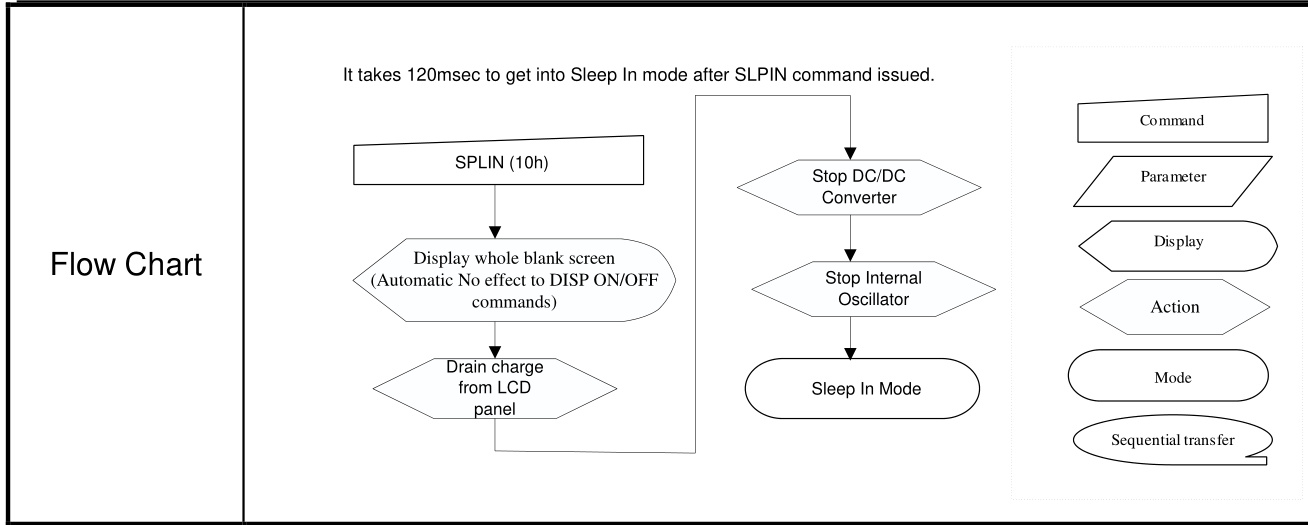 Flow Chart
It takes 120msec to get into Sleep In mode after SLPIN command issued.
SPLIN (10h)
Display whole blank screen
(Automatic No effect to DISP ON/OFF
commands)
Drain charge
from LCD
panel
Stop DC/DC
Converter
Stop Internal
Oscillator
Sleep In Mode
Command
Parameter
Display
Action
Mode
Sequential transfer